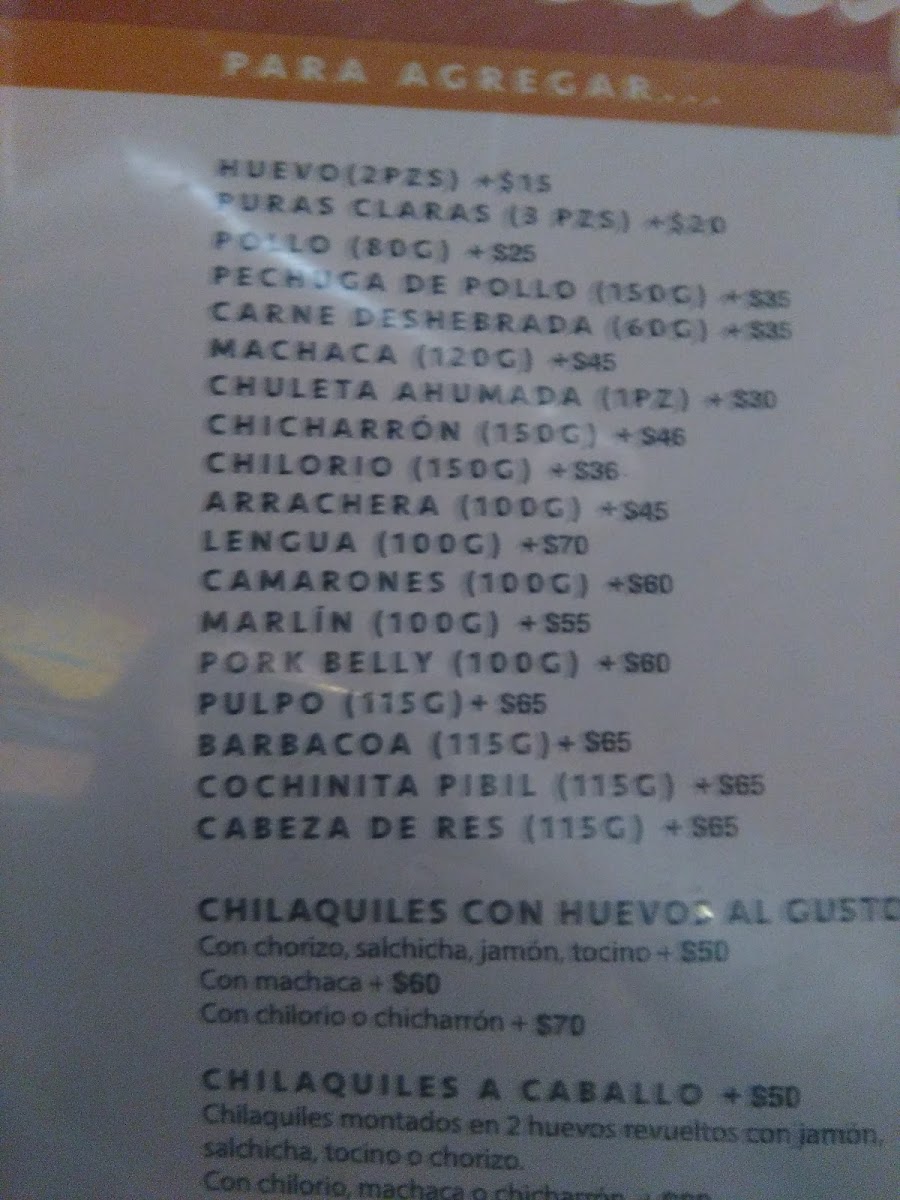 PARA AGREGAR...
HUEVO(2PZS) +$15
PURAS CLARAS (3 PZS) +$20
POLLO (80G) +$25
PECHUGA DE POLLO (150G) +$35
CARNE DESHEBRADA (60G) +$35
MACHACA (120G) +$45
CHULETA AHUMADA (1PZ) +$30
CHICHARRÓN (150G) +$46
CHILORIO (150G) +$36
ARRACHERA (100G) +$45
LENGUA (100G) +$70
CAMARONES (100G) +$60
MARLÍN (100G) +$55
PORK BELLY (100G) +$60
PULPO (115G)+ $65
BARBACOA (115G)+ $65
COCHINITA PIBIL (115G) +$65
CABEZA DE RES (115G) +$65
CHILAQUILES CON HUEVOS AL GUSTO
Con chorizo, salchicha, jamón, tocino + $50
Con machaca + $60
Con chilorio o chicharrón + $70
CHILAQUILES A CABALLO +$50
Chilaquiles montados en 2 huevos revueltos con jamón,
salchicha, tocino o chorizo.
Con chilorio, machaca o chicharrón